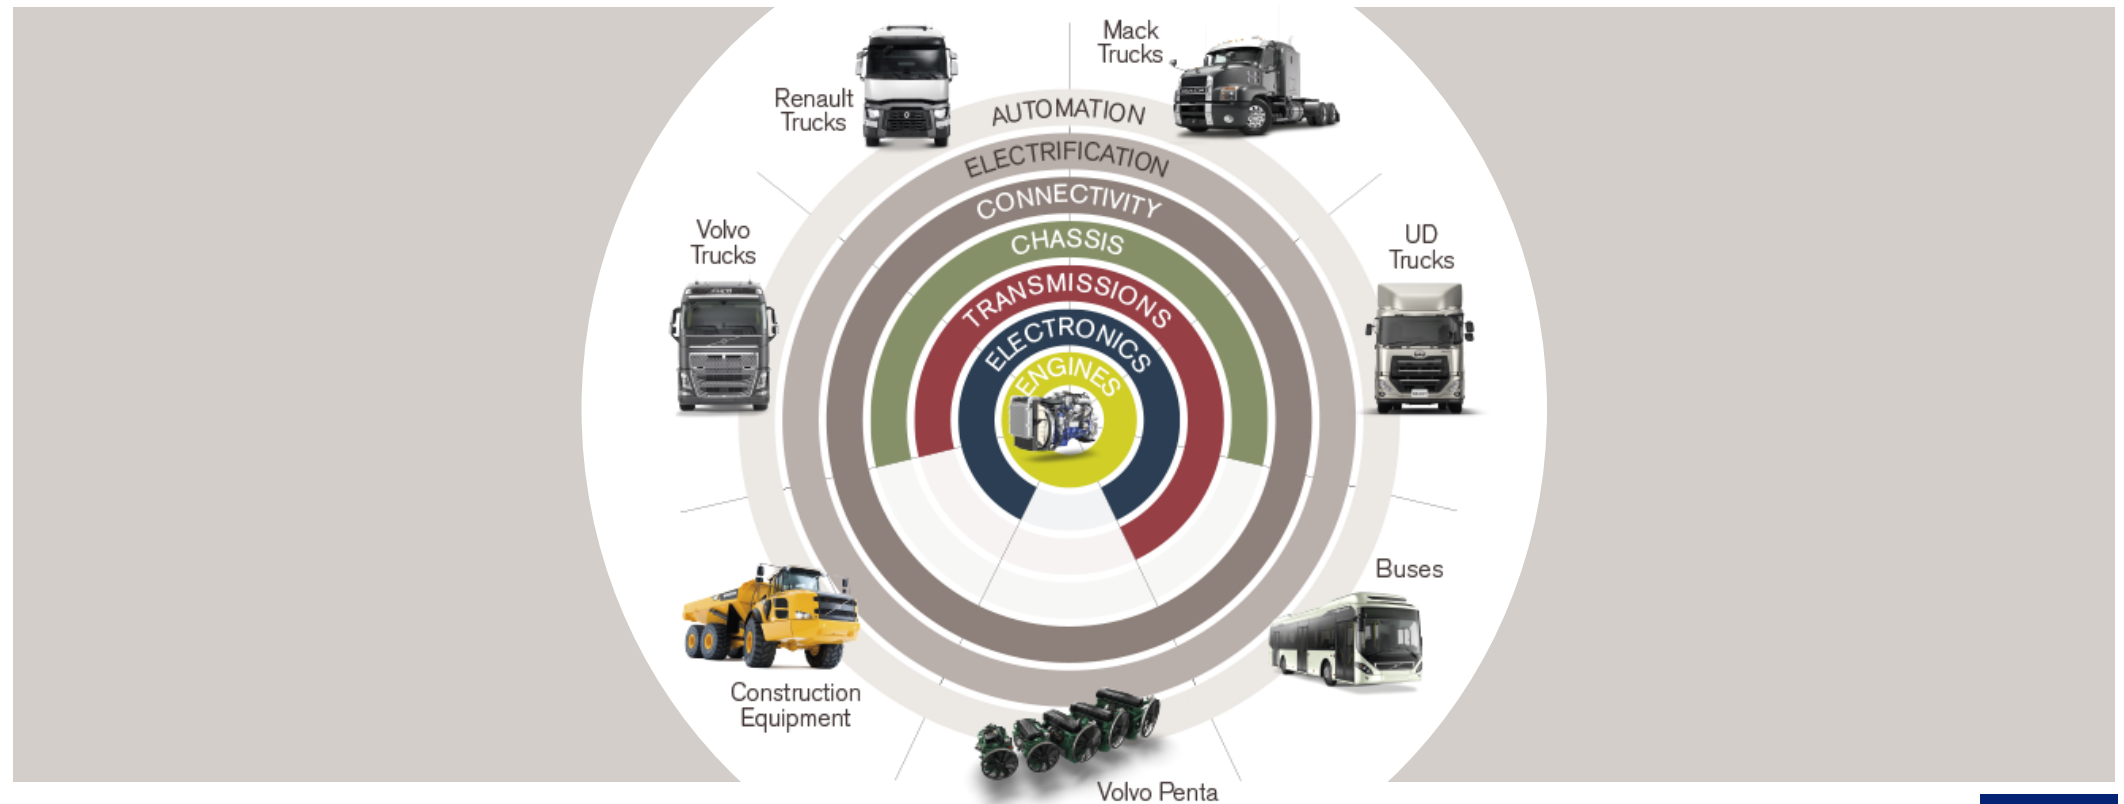 Mack
Trucks
Renault
Trucks
AUTOMATION
ELECTRIFICATION
CONNECTIVITY
Volvo
Trucks
UD
Trucks
CHASSIS
TRANSMISSIONS
ELECTRONICS
ENGINES
Buses
Construction
Equipment
Volvo Penta